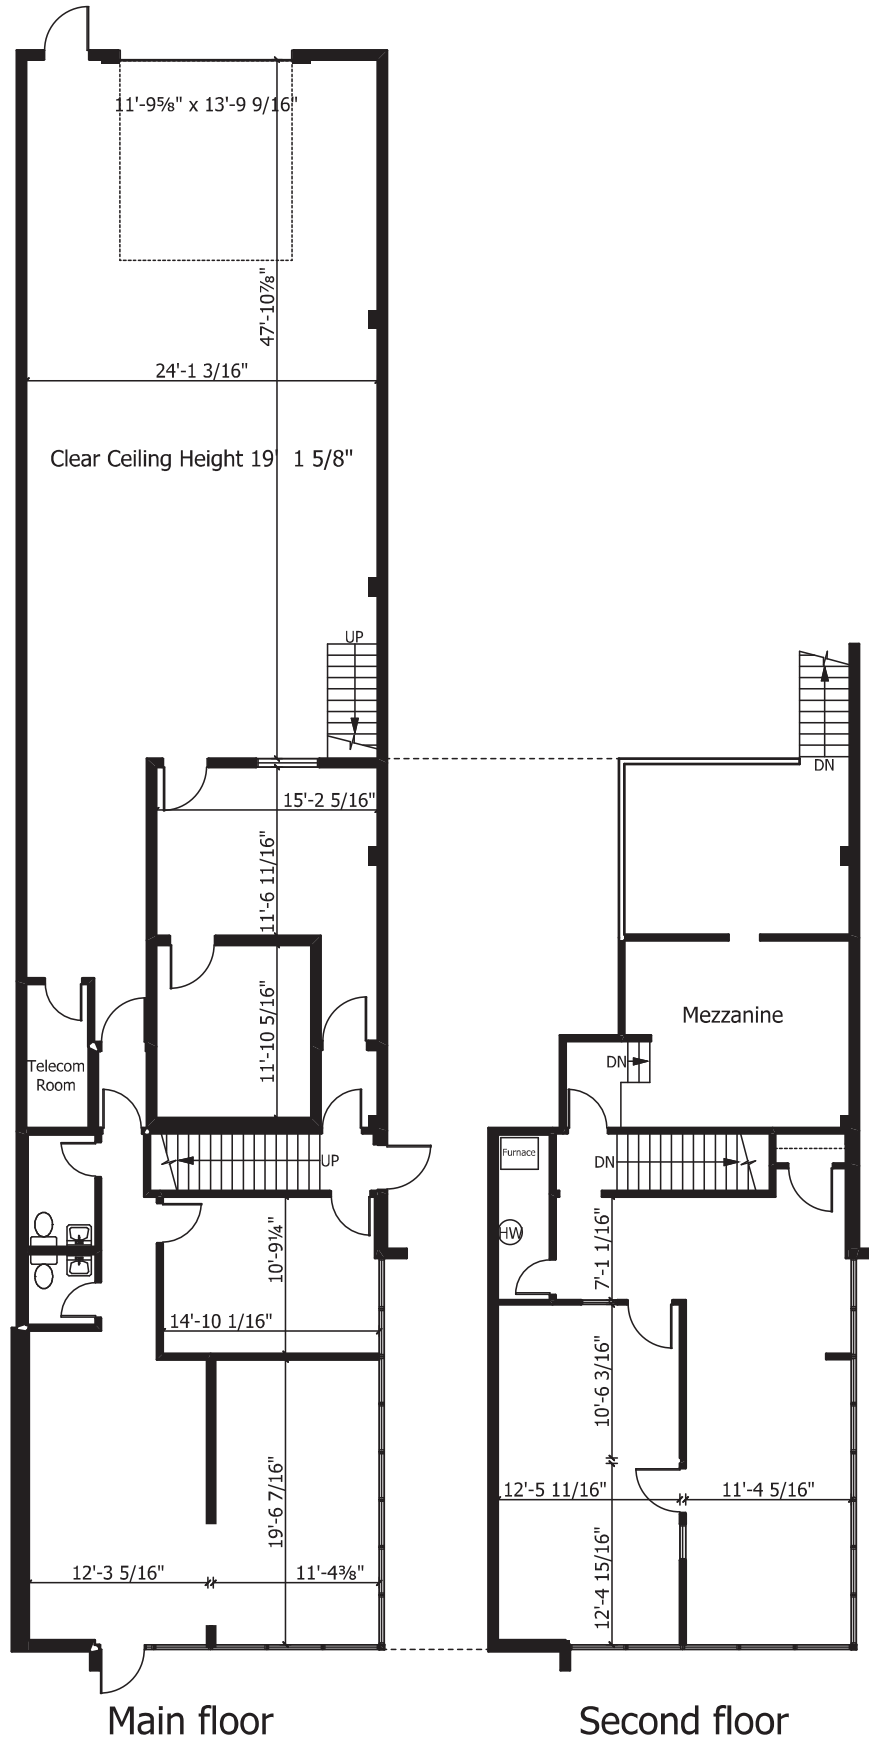 11'-9⅝" x 13'-9 9/16"
47'-10⅞"
24'-1 3/16"
Clear Ceiling Height 19' 1 5/8"
UP
15'-2 5/16"
11'-6 11/16"
11'-10 5/16"
Telecom
Room
UP
10'-9¼"
14'-10 1/16"
19'-6 7/16"
12'-3 5/16"
11'-4⅜"
Main floor
DN
Mezzanine
DN
Furnace
DN
HW
7'-1 1/16"
10'-6 3/16"
12'-5 11/16"
11'-4 5/16"
12'-4 15/16"
Second floor